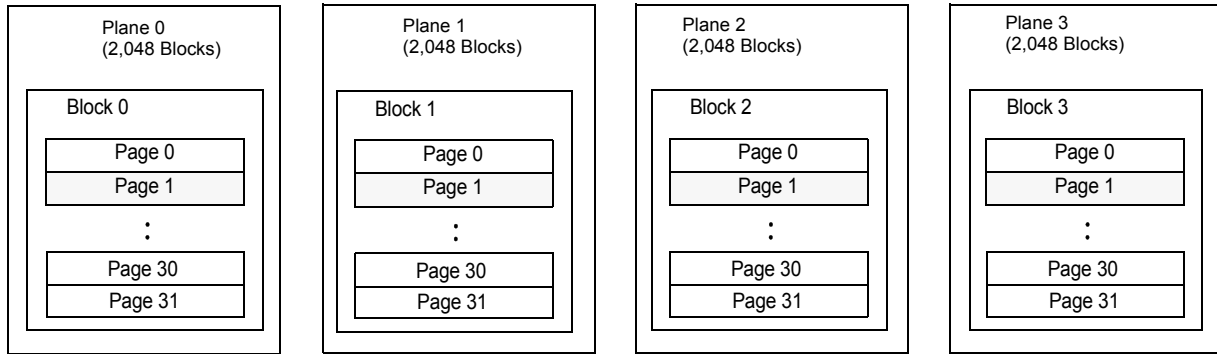 Plane 0
(2,048 Blocks)
Block 0
Page 0
Page 1
:
Page 30
Page 31
Plane 1
(2,048 Blocks)
Block 1
Page 0
Page 1
:
Page 30
Page 31
Plane 2
(2,048 Blocks)
Block 2
Page 0
Page 1
:
Page 30
Page 31
Plane 3
(2,048 Blocks)
Block 3
Page 0
Page 1
:
Page 30
Page 31